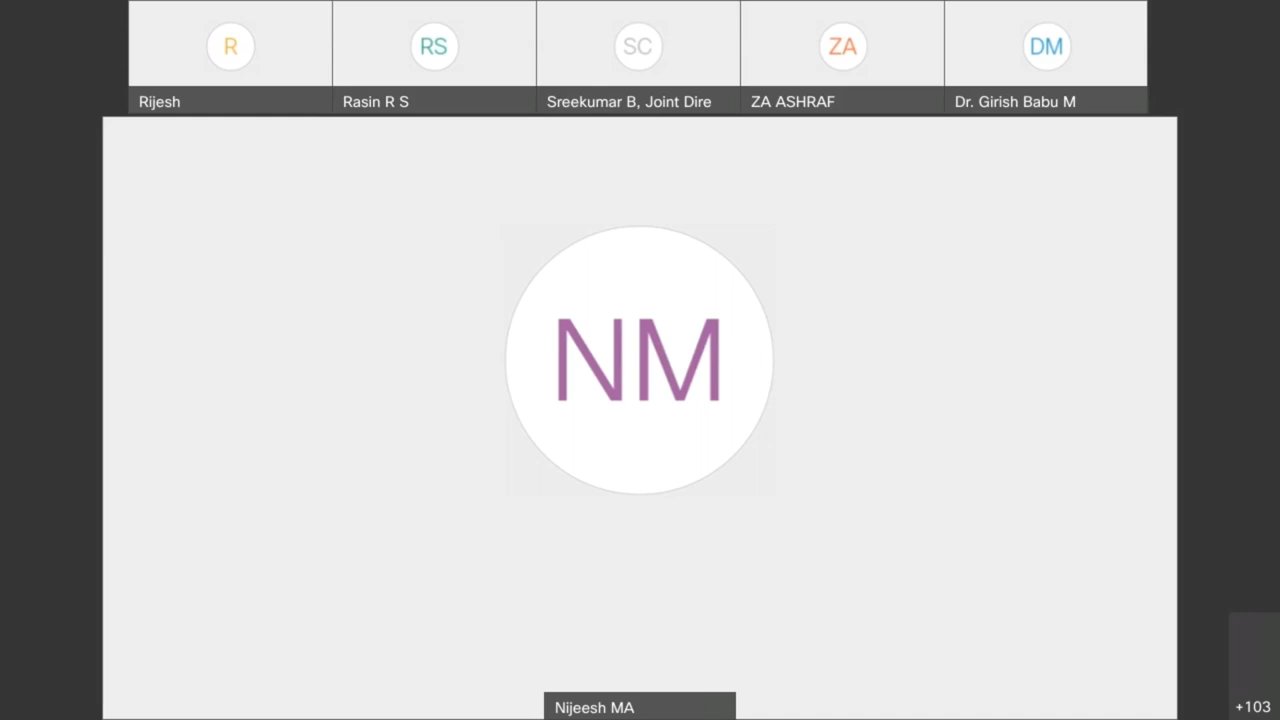 R
RS
SC
ZA
DM
Rijesh
Rasin R S
Sreekumar B, Joint Dire
ZA ASHRAF
Dr. Girish Babu M
NM
Nijeesh MA
+103